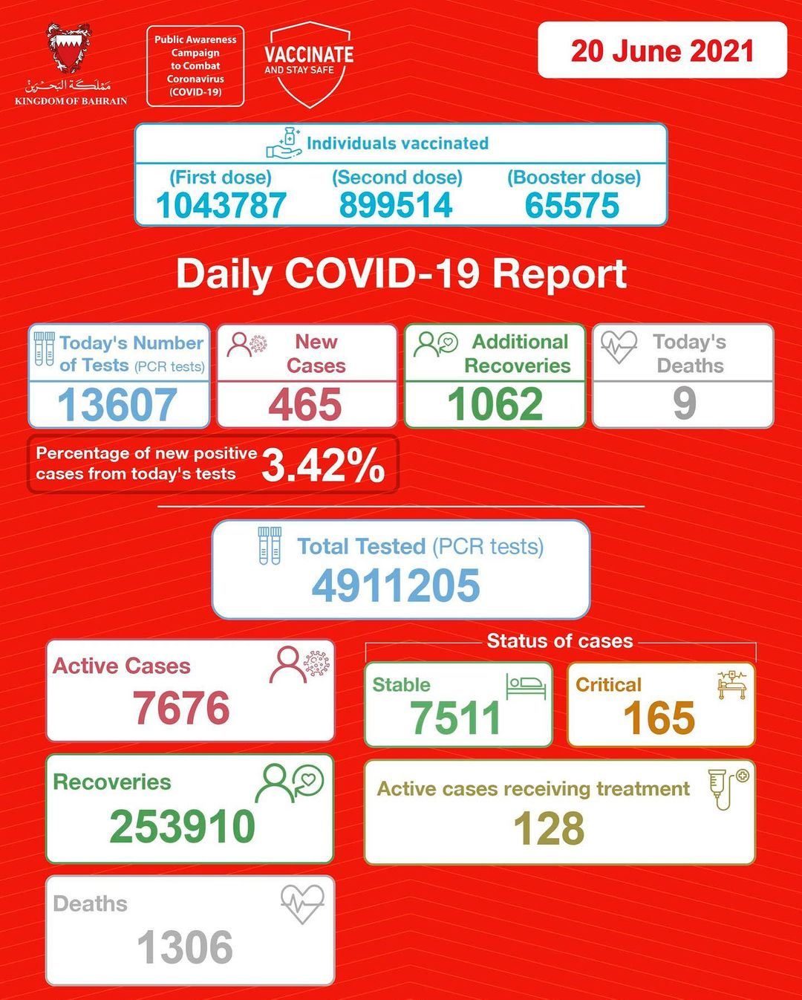 مملكة البحرين
KINGDOM OF BAHRAIN
Public Awareness
Campaign
to Combat
Coronavirus
(COVID-19)
VACCINATE
AND STAY SAFE
20 June 2021
Individuals vaccinated
(First dose)
1043787
(Second dose)
899514
(Booster dose)
65575
Daily COVID-19 Report
Today's Number
of Tests (PCR tests)
13607
New
Cases
465
Additional
Recoveries
1062
Today's
Deaths
9
Percentage of new positive
cases from today's tests
3.42%
Total Tested (PCR tests)
4911205
Active Cases
7676
Status of cases
Stable
7511
Critical
165
Recoveries
253910
Active cases receiving treatment
128
Deaths
1306